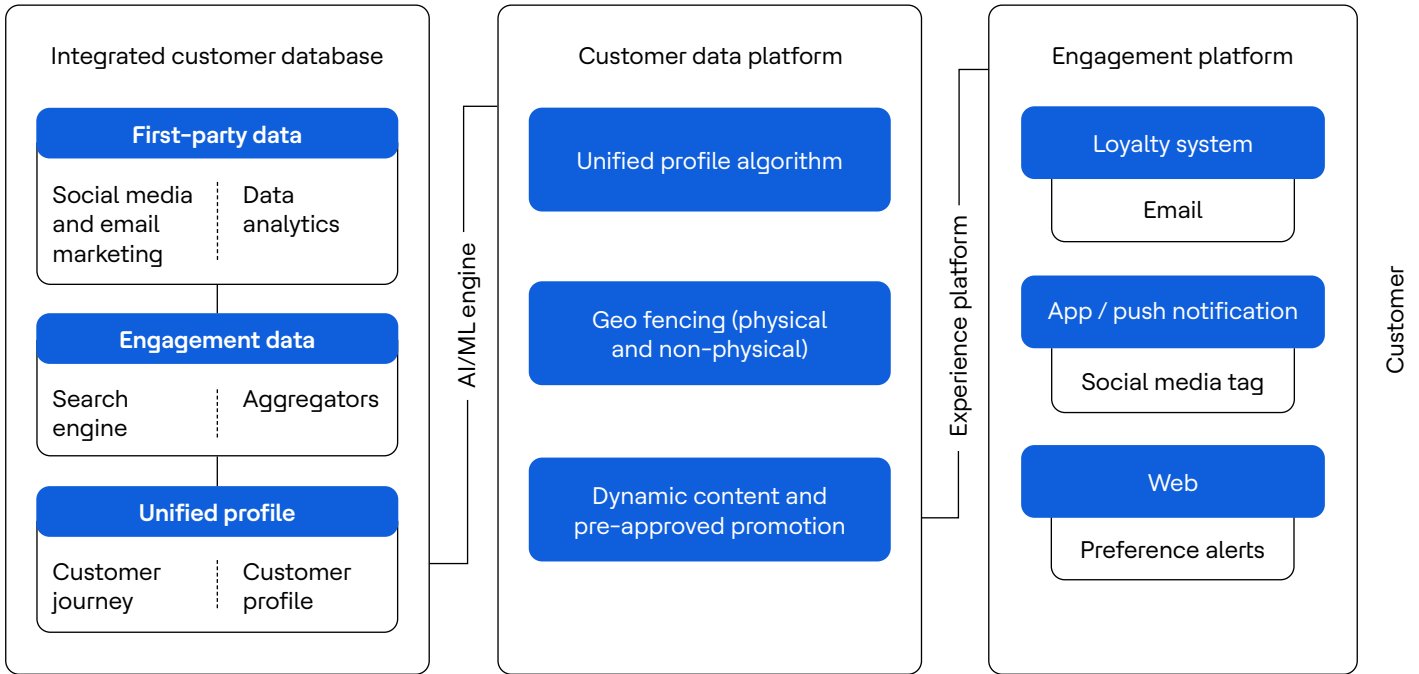 Integrated customer database
First-party data
Social media
and email
marketing
Data
analytics
Engagement data
Search
engine
Aggregators
Unified profile
Customer
journey
Customer
profile
AI/ML engine
Customer data platform
Unified profile algorithm
Geo fencing (physical
and non-physical)
Dynamic content and
pre-approved promotion
Experience platform
Engagement platform
Loyalty system
Email
App / push notification
Social media tag
Web
Preference alerts
Customer